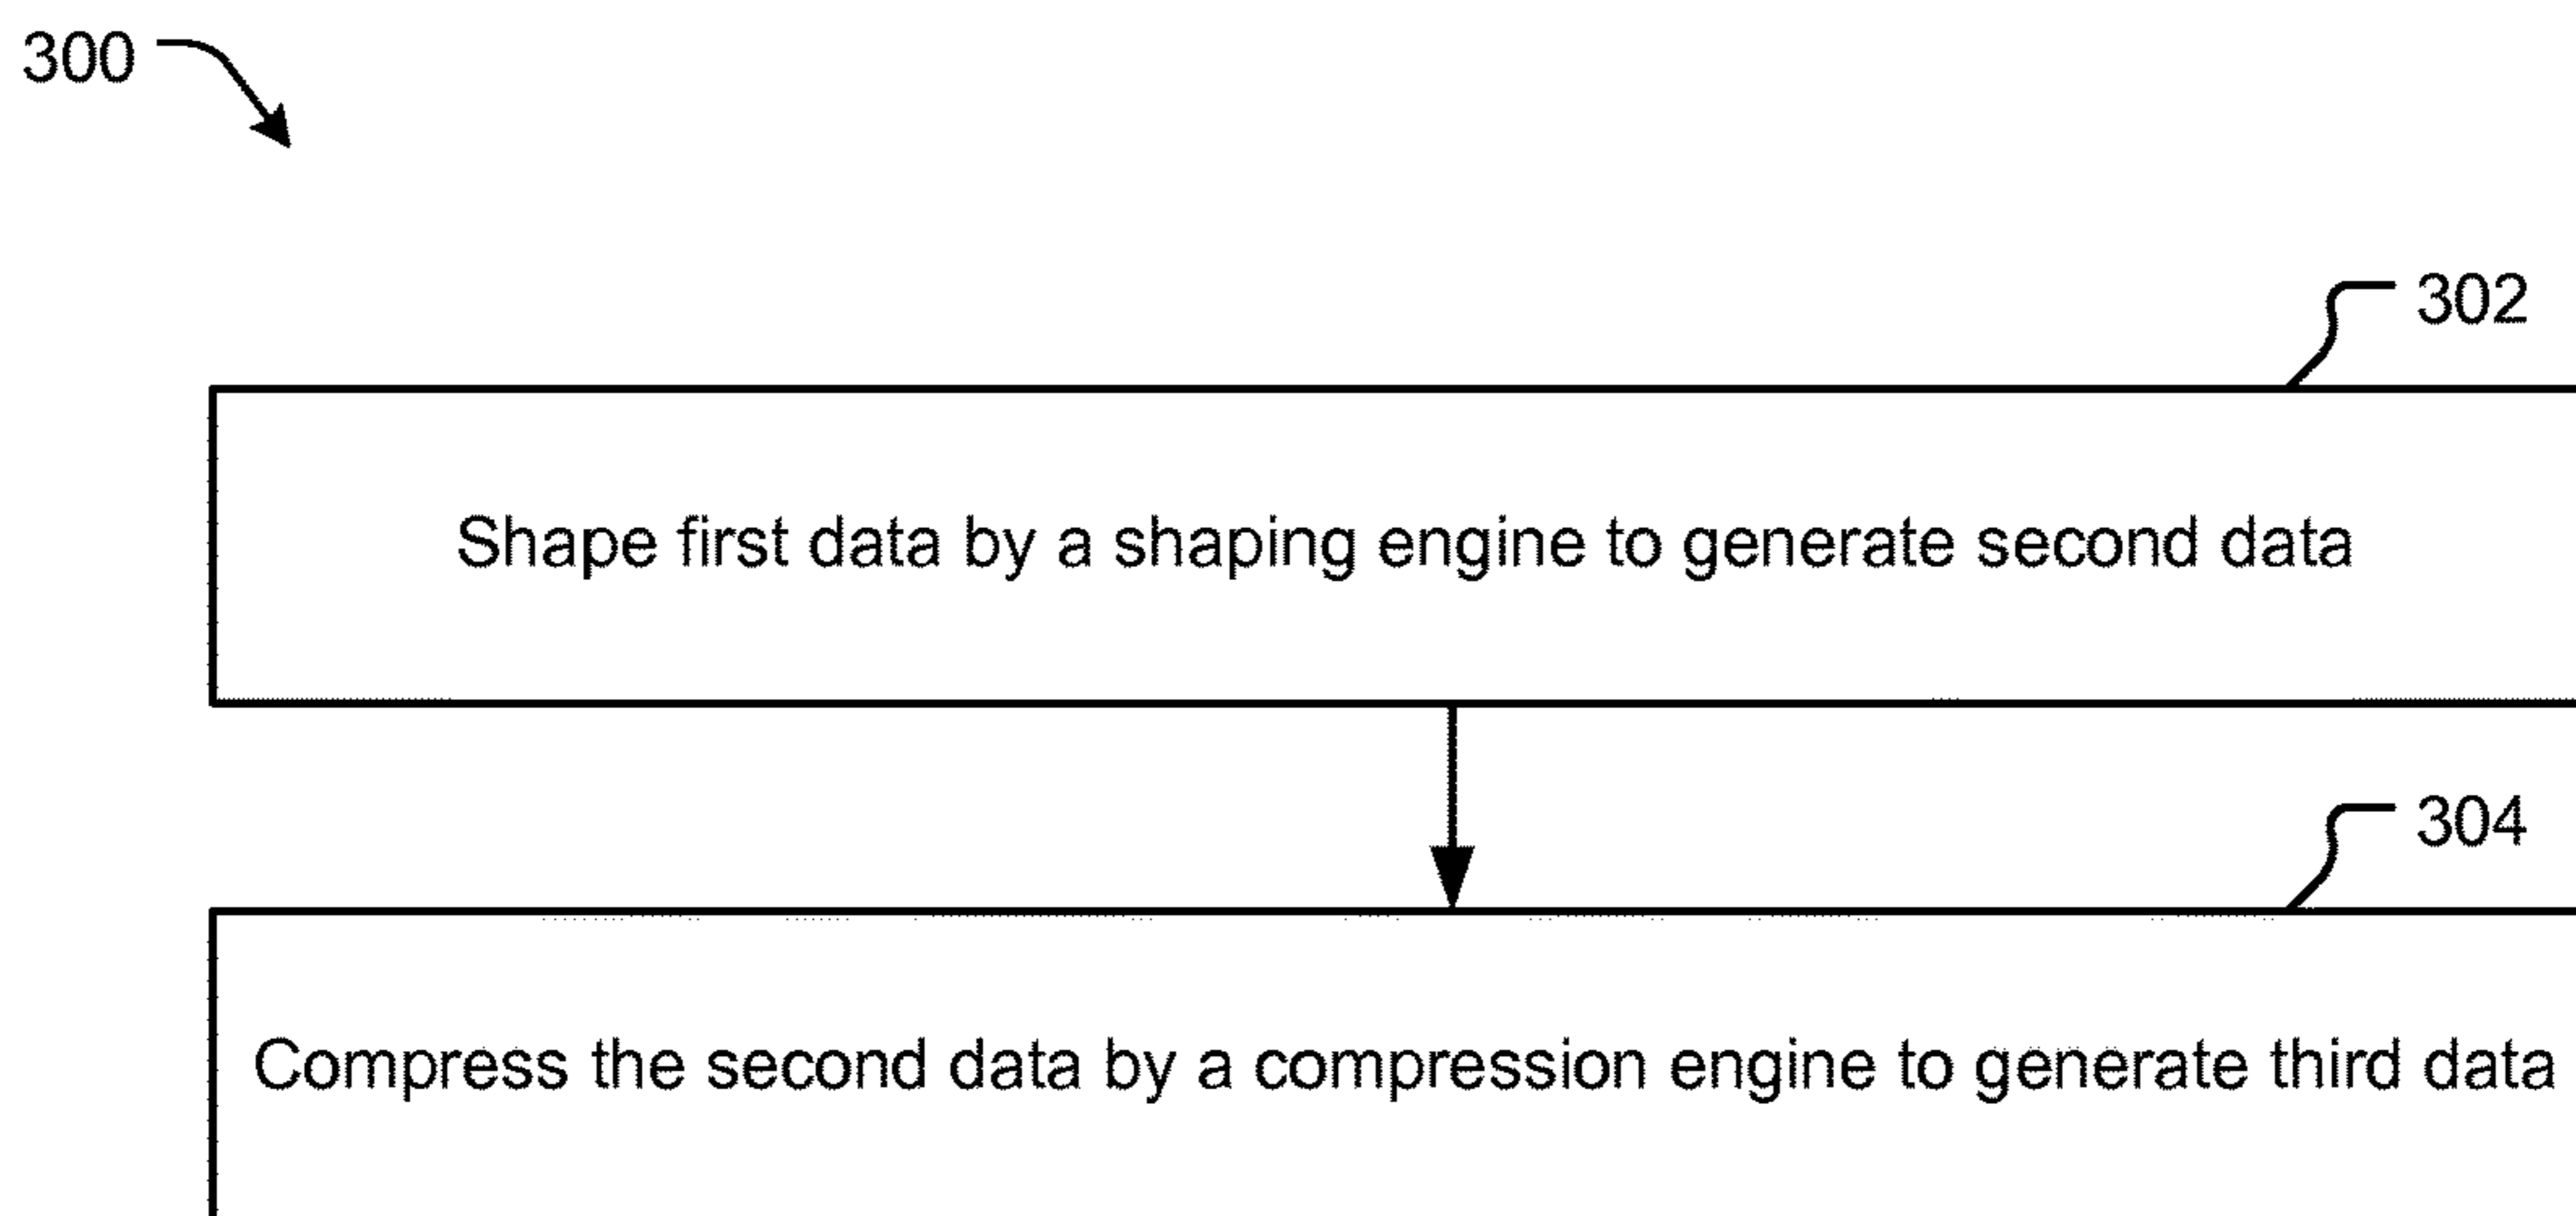 300
302
Shape first data by a shaping engine to generate second data
304
Compress the second data by a compression engine to generate third data